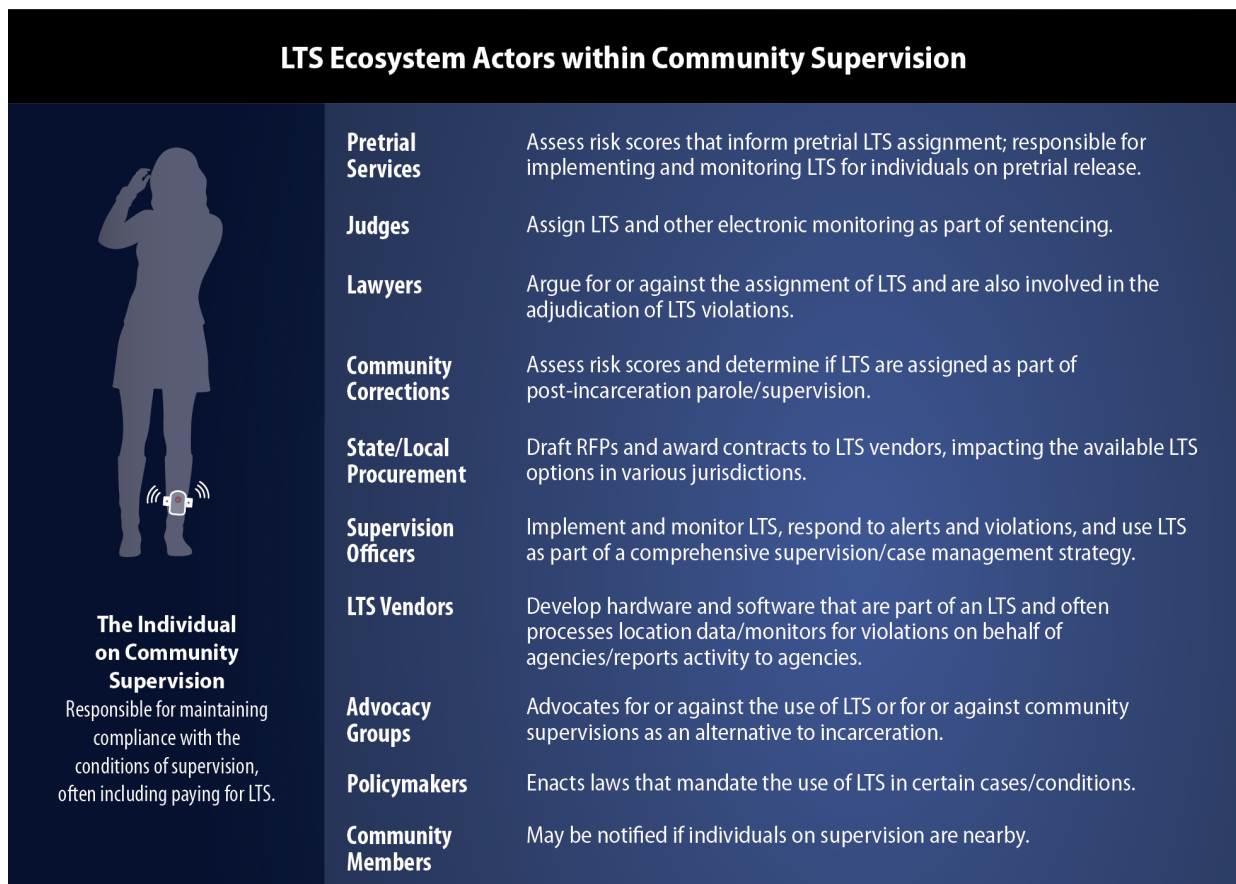 LTS Ecosystem Actors within Community Supervision
The Individual
on Community
Supervision
Responsible for maintaining
compliance with the
conditions of supervision,
often including paying for LTS.
Pretrial
Services
Assess risk scores that inform pretrial LTS assignment; responsible for
implementing and monitoring LTS for individuals on pretrial release.
Judges
Assign LTS and other electronic monitoring as part of sentencing.
Lawyers
Argue for or against the assignment of LTS and are also involved in the
adjudication of LTS violations.
Community
Corrections
Assess risk scores and determine if LTS are assigned as part of
post-incarceration parole/supervision.
State/Local
Procurement
Draft RFPs and award contracts to LTS vendors, impacting the available LTS
options in various jurisdictions.
Supervision
Officers
Implement and monitor LTS, respond to alerts and violations, and use LTS
as part of a comprehensive supervision/case management strategy.
LTS Vendors
Develop hardware and software that are part of an LTS and often
processes location data/monitors for violations on behalf of
agencies/reports activity to agencies.
Advocacy
Groups
Advocates for or against the use of LTS or for or against community
supervisions as an alternative to incarceration.
Policymakers
Enacts laws that mandate the use of LTS in certain cases/conditions.
Community
Members
May be notified if individuals on supervision are nearby.